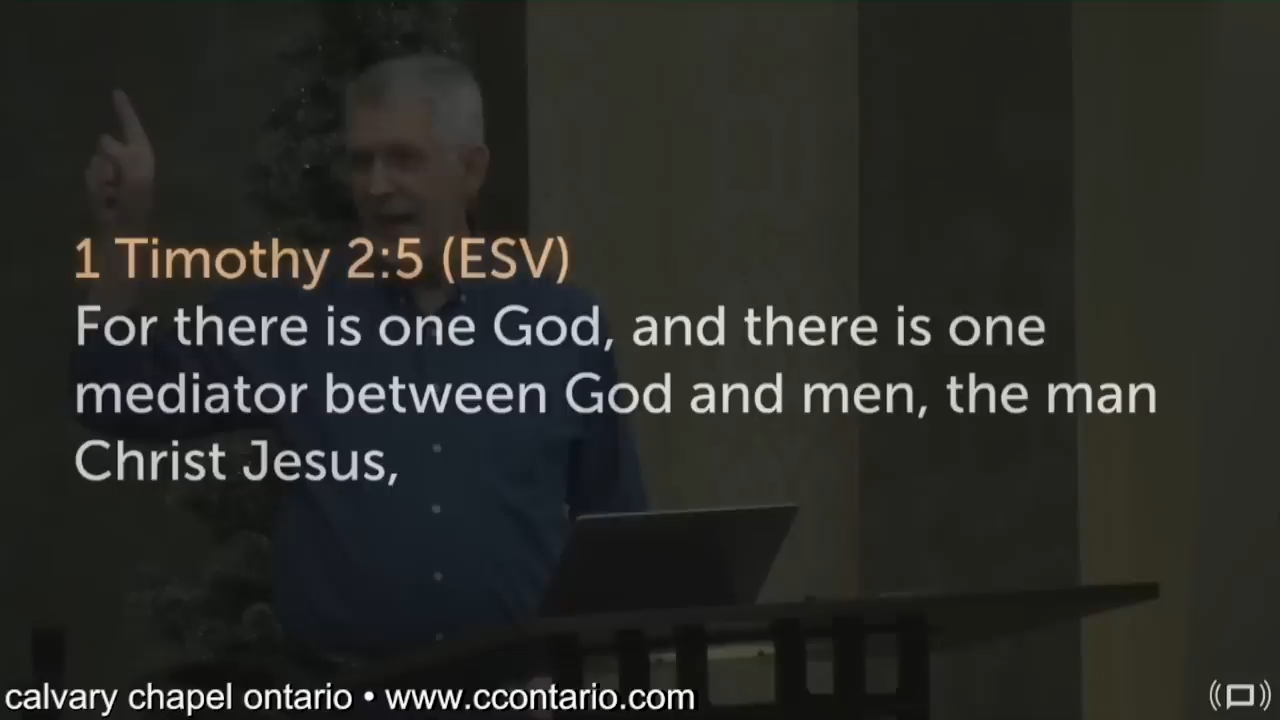 1 Timothy 2:5 (ESV)
For there is one God, and there is one
mediator between God and men, the man
Christ Jesus,
calvary chapel ontario • www.ccontario.com